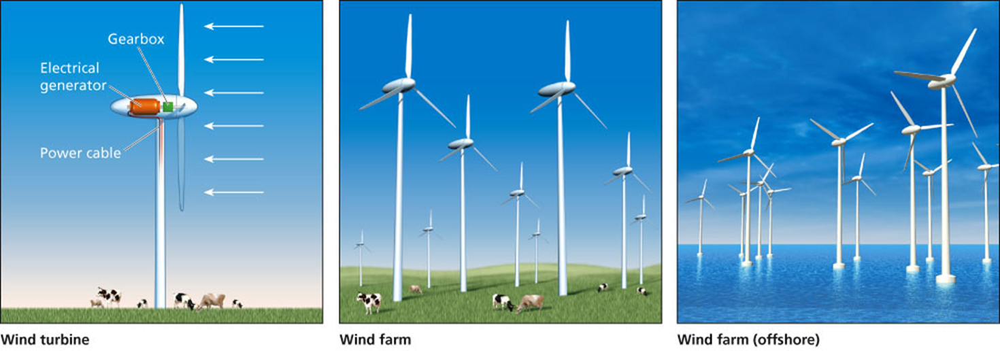 Gearbox
Electrical
generator
Power cable
Wind turbine
Wind farm
Wind farm (offshore)